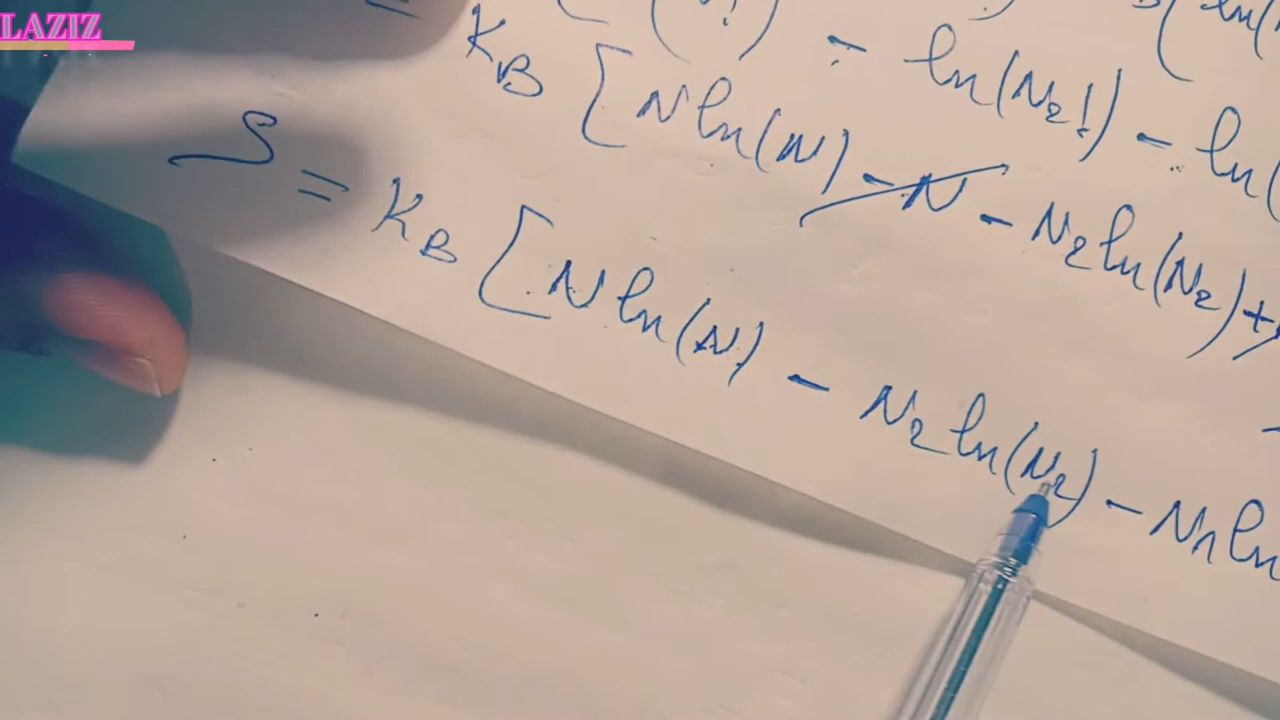 LAZIZ
- ln(N₂!) - ln(
K_B [N ln(N) - N - N₂ ln(N₂) +
S = K_B [N ln(N) - N₂ ln(N₂) - N₁ ln